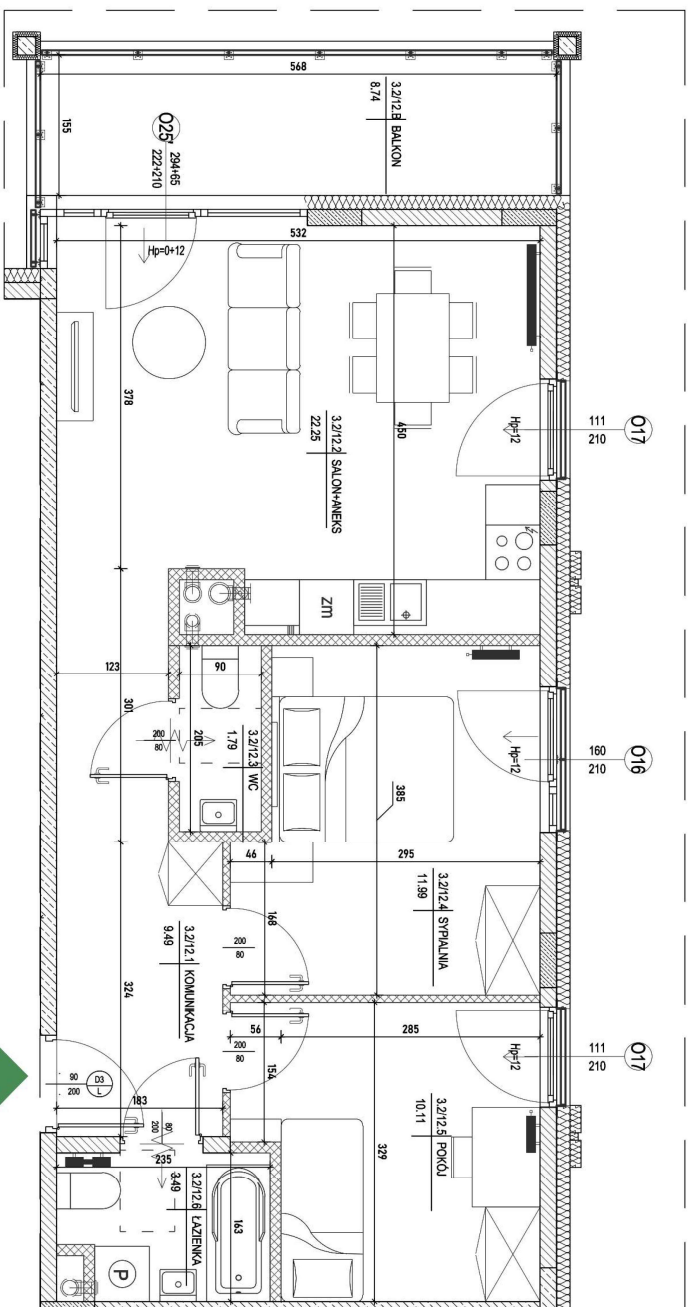 568
155
3.2/12.B BALKON
8.74
O25'
294+65
222+210
Hp=0+12
532
378
450
3.2/12.2 SALON+ANEKS
22.25
Hp=12
111
210
O17
zm
123
301
90
205
200
80
3.2/12.3 WC
1.79
385
Hp=12
160
210
O16
46
295
168
3.2/12.4 SYPIALNIA
11.99
3.2/12.1 KOMUNIKACJA
9.49
324
200
80
56
285
200
80
154
Hp=12
111
210
O17
3.2/12.5 POKÓJ
10.11
329
90
200
D3
L
183
80
200
235
3.2/12.6 ŁAZIENKA
3.49
163
P